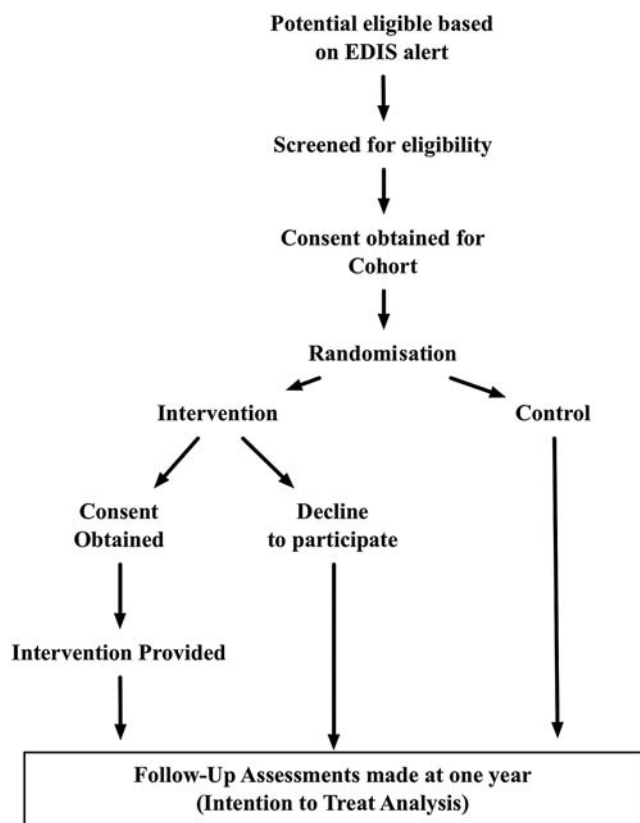 Potential eligible based
on EDIS alert
Screened for eligibility
Consent obtained for
Cohort
Randomisation
Intervention
Control
Consent
Obtained
Decline
to participate
Intervention Provided
Follow-Up Assessments made at one year
(Intention to Treat Analysis)